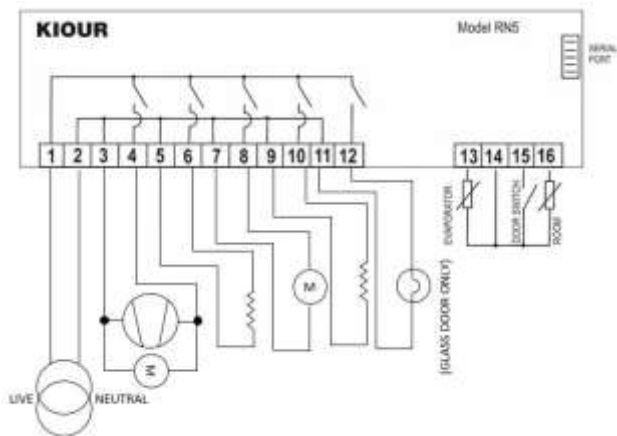 KIOUR
Model RN5
SERIAL
PORT
1 2 3 4 5 6 7 8 9 10 11 12
13 14 15 16
EVAPORATOR
DOOR SWITCH
ROOM
M
(GLASS DOOR ONLY)
M
LIVE
NEUTRAL